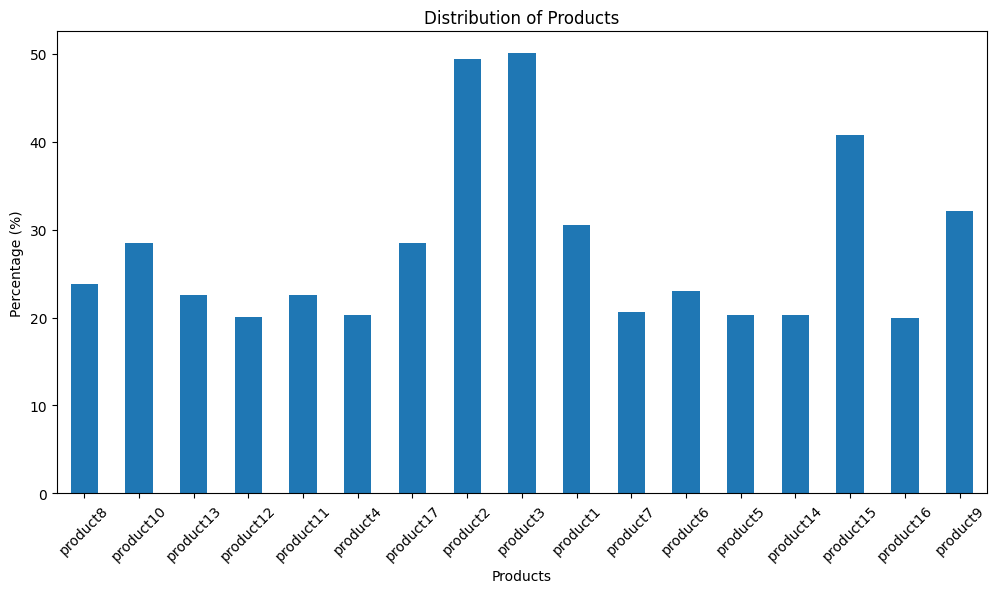 Distribution of Products
Percentage (%)
50
40
30
20
10
0
product8
product10
product13
product12
product11
product4
product17
product2
product3
product1
product7
product6
product5
product14
product15
product16
product9
Products